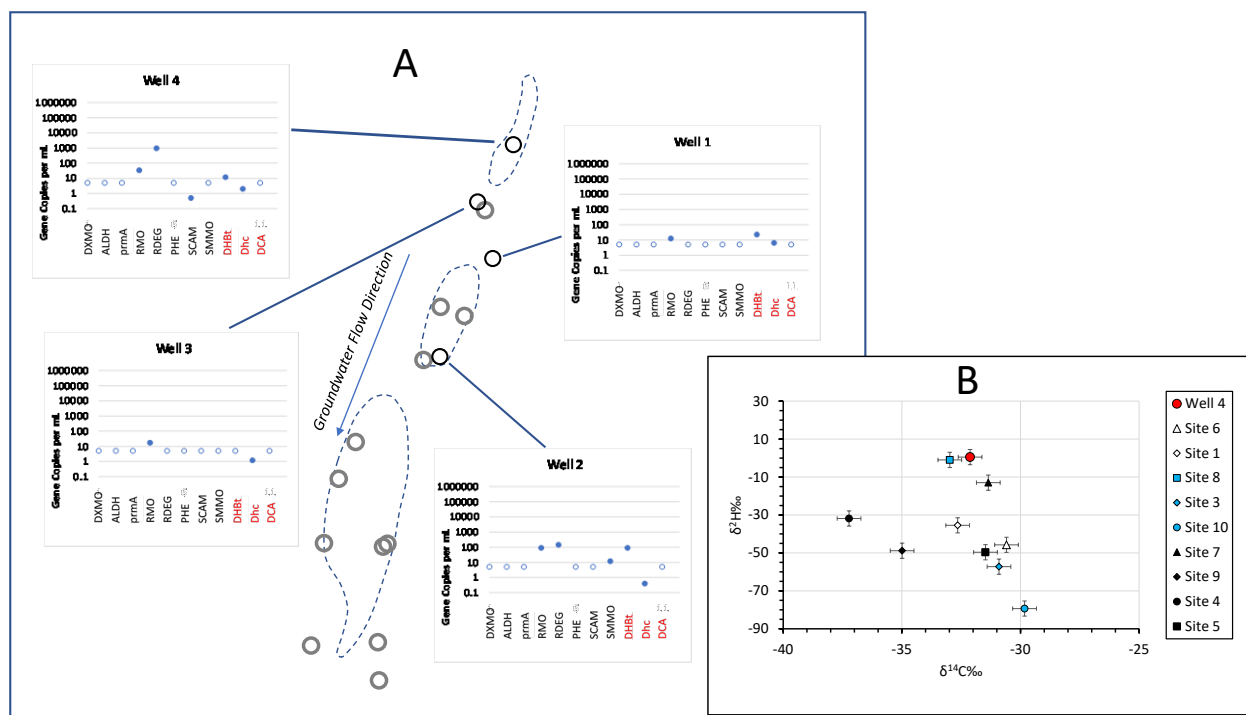 A
Well 4
Gene Copies per mL
1000000
100000
10000
1000
100
10
1
0.1
DXMO
ALDH
prmA
RMO
RDEG
PHE
SCAM
SMMO
DHBt
Dhc
DCA
Well 1
Gene Copies per mL
1000000
100000
10000
1000
100
10
1
0.1
DXMO
ALDH
prmA
RMO
RDEG
PHE
SCAM
SMMO
DHBt
Dhc
DCA
Groundwater Flow Direction
Well 3
Gene Copies per mL
1000000
100000
10000
1000
100
10
1
0.1
DXMO
ALDH
prmA
RMO
RDEG
PHE
SCAM
SMMO
DHBt
Dhc
DCA
Well 2
Gene Copies per mL
1000000
100000
10000
1000
100
10
1
0.1
DXMO
ALDH
prmA
RMO
RDEG
PHE
SCAM
SMMO
DHBt
Dhc
DCA
B
δ²H‰
30
10
-10
-30
-50
-70
-90
-40
-35
-30
-25
δ¹⁴C‰
Well 4
Site 6
Site 1
Site 8
Site 3
Site 10
Site 7
Site 9
Site 4
Site 5